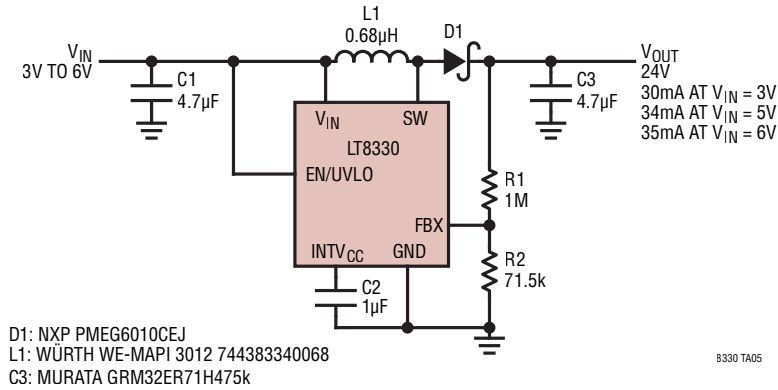 L1
0.68µH
D1
VIN
3V TO 6V
C1
4.7µF
VOUT
24V
30mA AT VIN = 3V
34mA AT VIN = 5V
35mA AT VIN = 6V
C3
4.7µF
VIN
SW
LT8330
EN/UVLO
R1
1M
FBX
INTVCC
GND
R2
71.5k
C2
1µF
D1: NXP PMEG6010CEJ
L1: WÜRTH WE-MAPI 3012 744383340068
C3: MURATA GRM32ER71H475k
8330 TA05